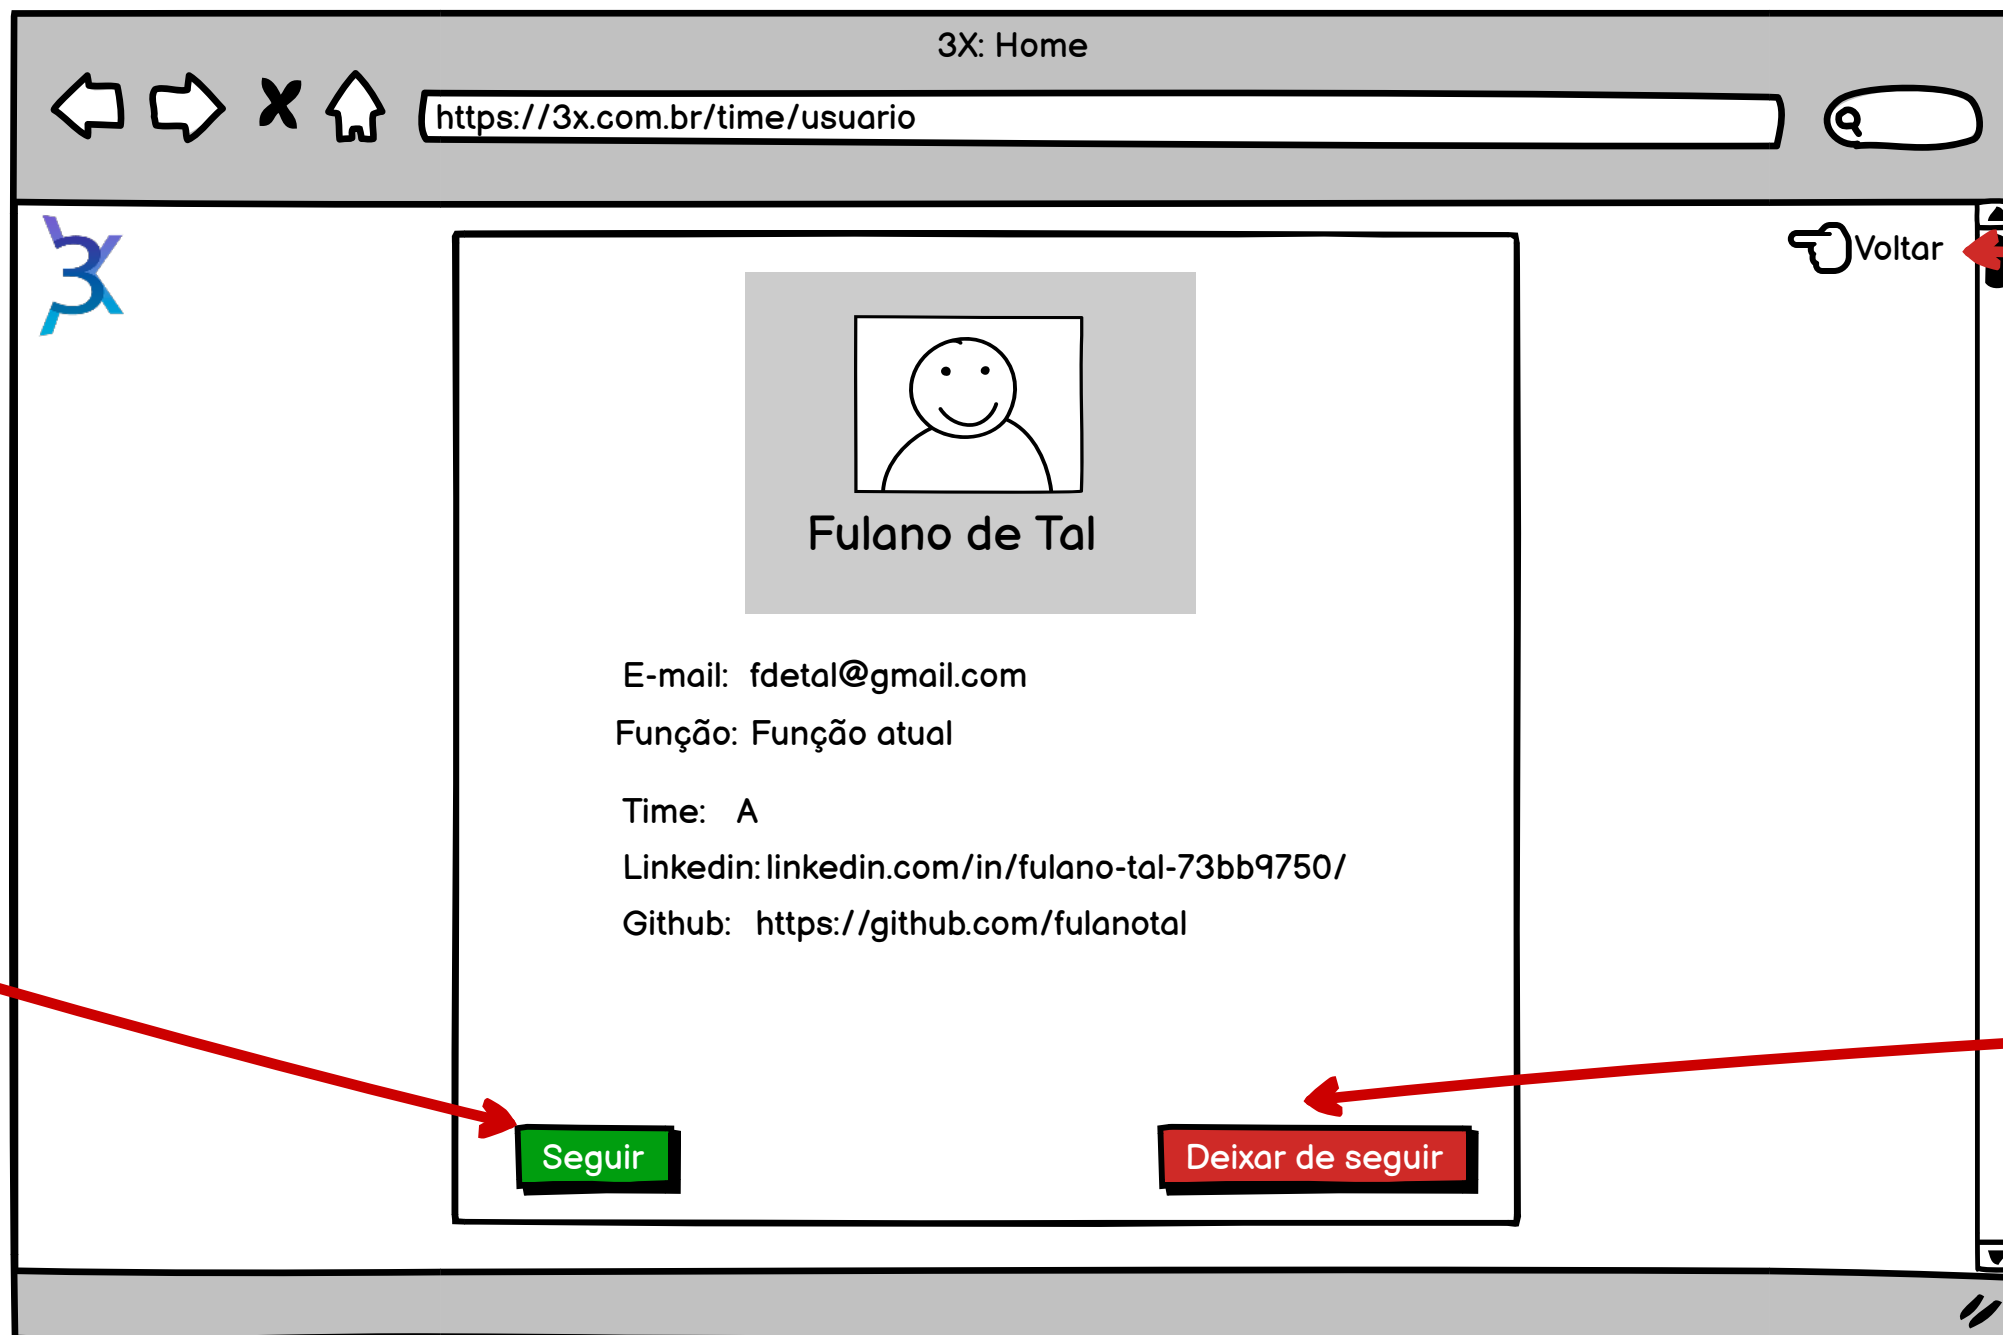 3X: Home
https://3x.com.br/time/usuario
3X
Voltar
Fulano de Tal
E-mail: fdetal@gmail.com
Função: Função atual
Time: A
Linkedin: linkedin.com/in/fulano-tal-73bb9750/
Github: https://github.com/fulanotal
Seguir
Deixar de seguir